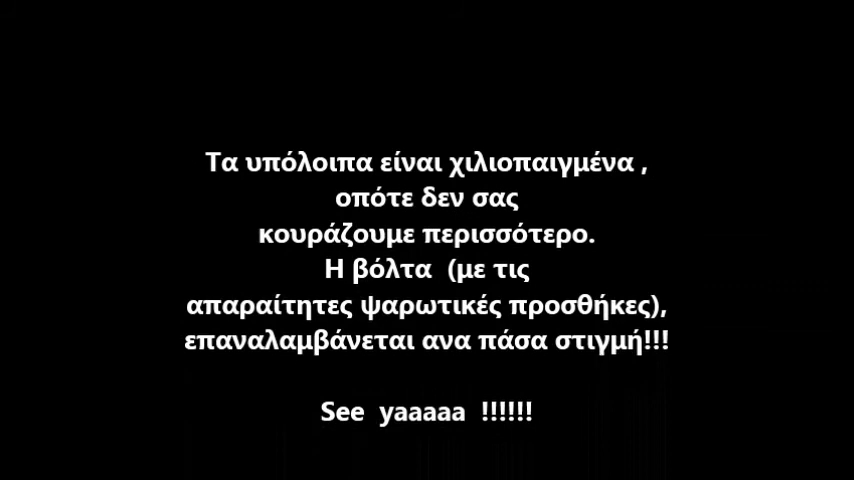 Τα υπόλοιπα είναι χιλιοπαιγμένα ,
οπότε δεν σας
κουράζουμε περισσότερο.
Η βόλτα  (με τις
απαραίτητες ψαρωτικές προσθήκες),
επαναλαμβάνεται ανα πάσα στιγμή!!!
See  yaaaaa  !!!!!!